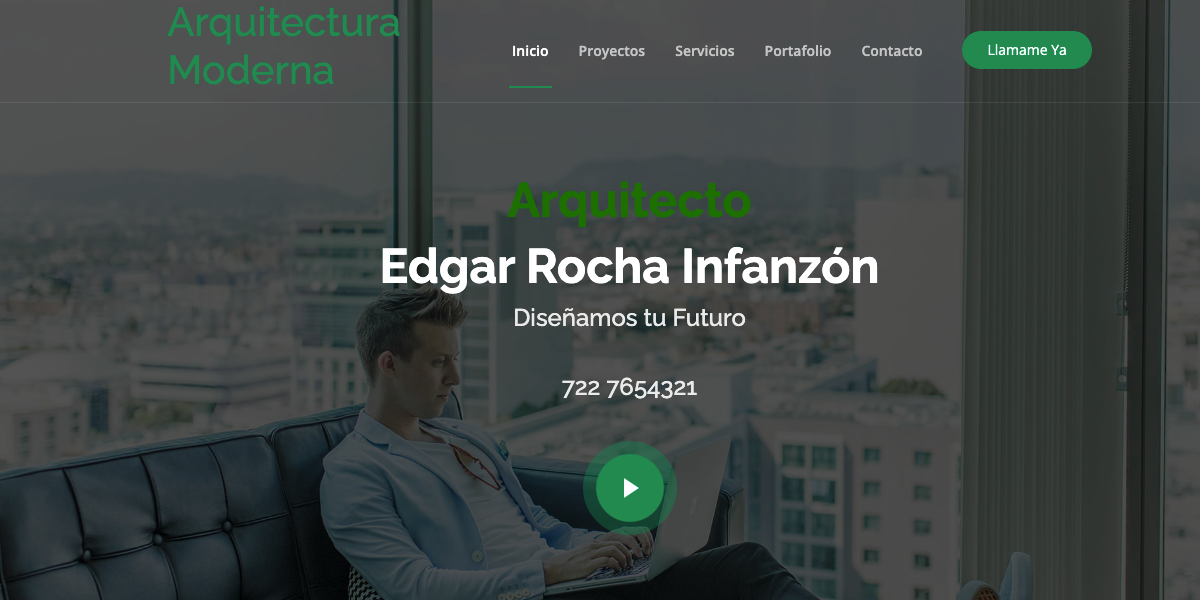 Arquitectura
Moderna
Inicio
Proyectos
Servicios
Portafolio
Contacto
Llamame Ya
Arquitecto
Edgar Rocha Infanzón
Diseñamos tu Futuro
722 7654321